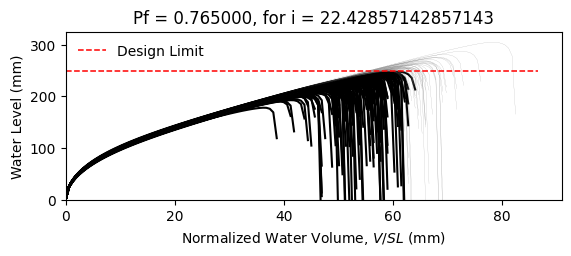 Pf = 0.765000, for i = 22.42857142857143
Design Limit
Water Level (mm)
300
200
100
0
0 20 40 60 80
Normalized Water Volume, V/SL (mm)